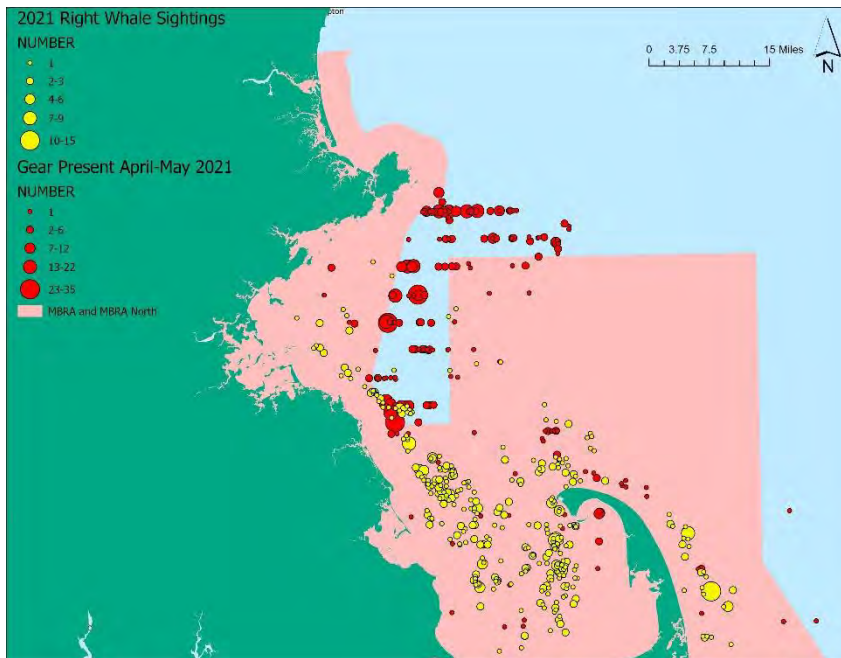 2021 Right Whale Sightings
NUMBER
1
2-3
4-6
7-9
10-15
Gear Present April-May 2021
NUMBER
1
2-6
7-12
13-22
23-35
MBRA and MBRA North
0 3.75 7.5 15 Miles
N